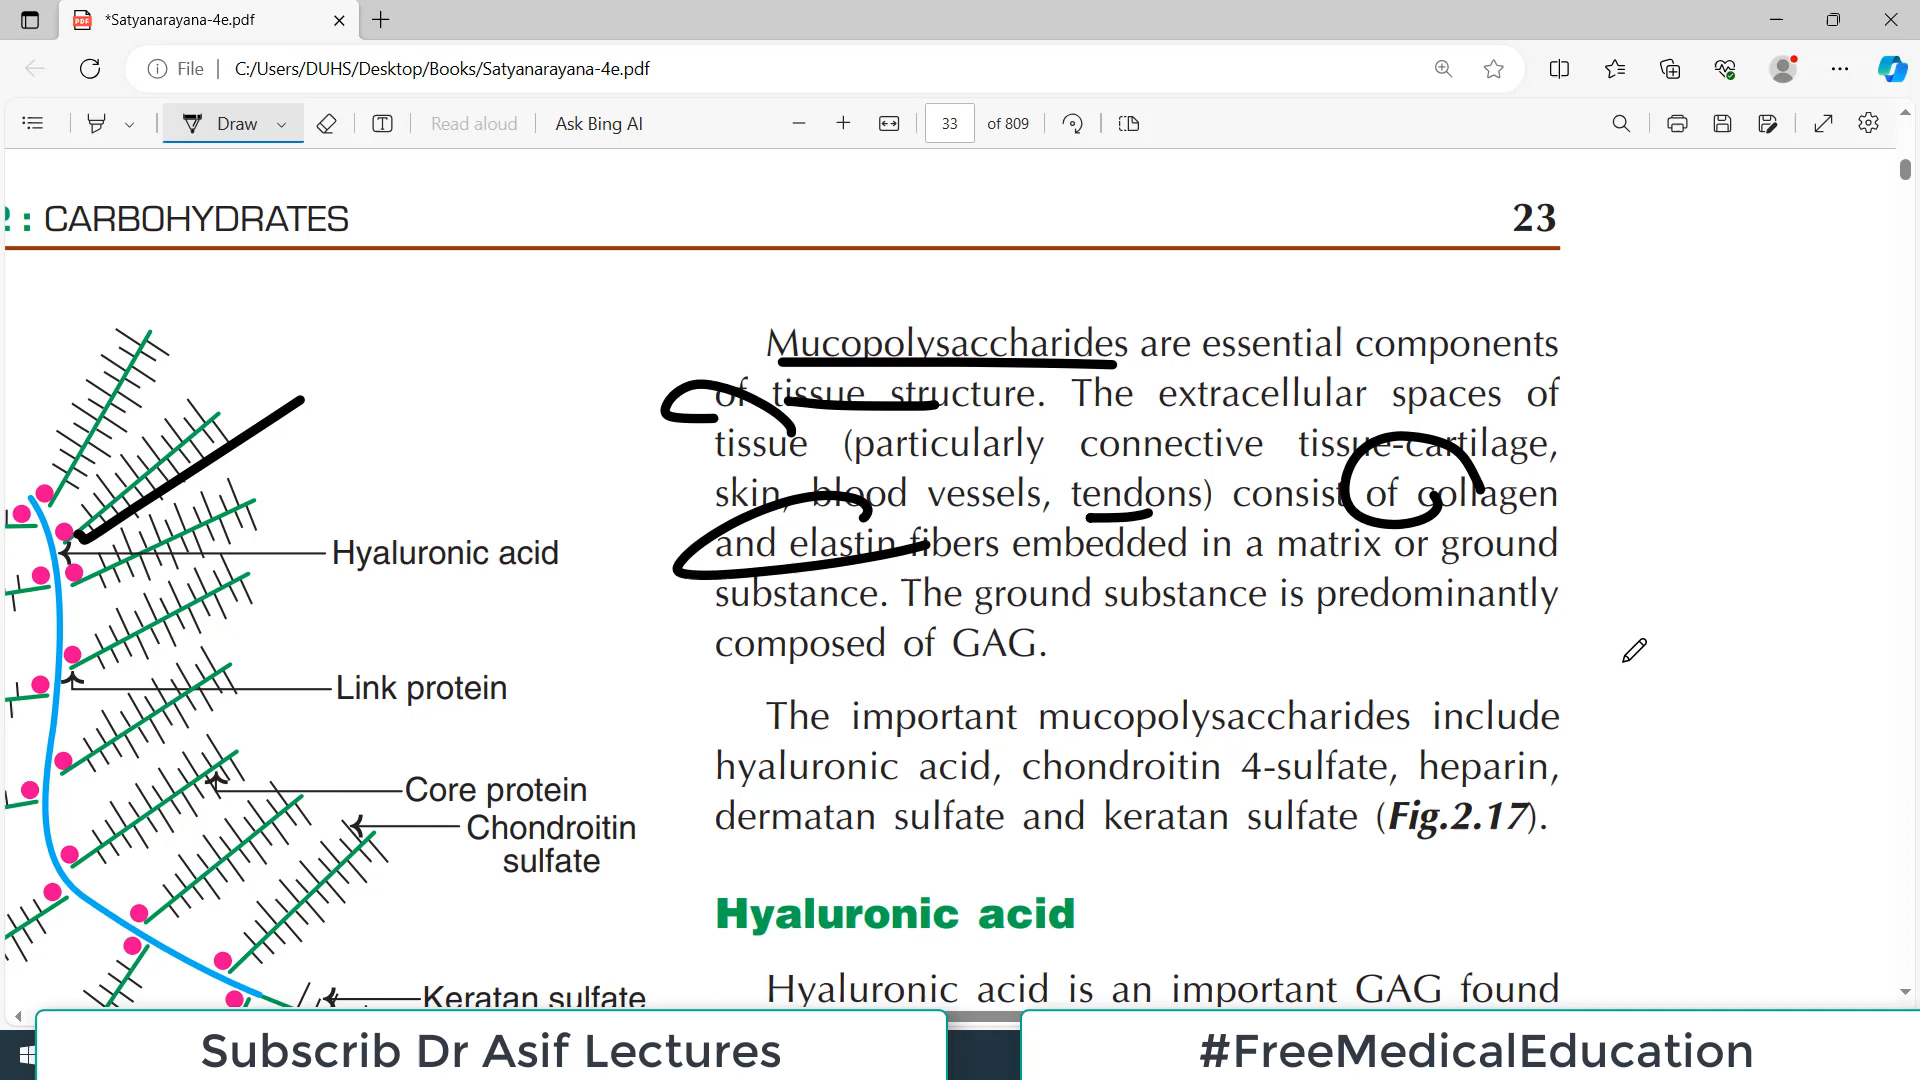 *Satyanarayana-4e.pdf
File
C:/Users/DUHS/Desktop/Books/Satyanarayana-4e.pdf
Draw
Read aloud
Ask Bing AI
33 of 809
2 : CARBOHYDRATES
23
Hyaluronic acid
Link protein
Core protein
Chondroitin
sulfate
Keratan sulfate
Mucopolysaccharides are essential components
of tissue structure. The extracellular spaces of
tissue (particularly connective tissue-cartilage,
skin, blood vessels, tendons) consist of collagen
and elastin fibers embedded in a matrix or ground
substance. The ground substance is predominantly
composed of GAG.
The important mucopolysaccharides include
hyaluronic acid, chondroitin 4-sulfate, heparin,
dermatan sulfate and keratan sulfate (Fig.2.17).
Hyaluronic acid
Hyaluronic acid is an important GAG found
Subscrib Dr Asif Lectures
#FreeMedicalEducation